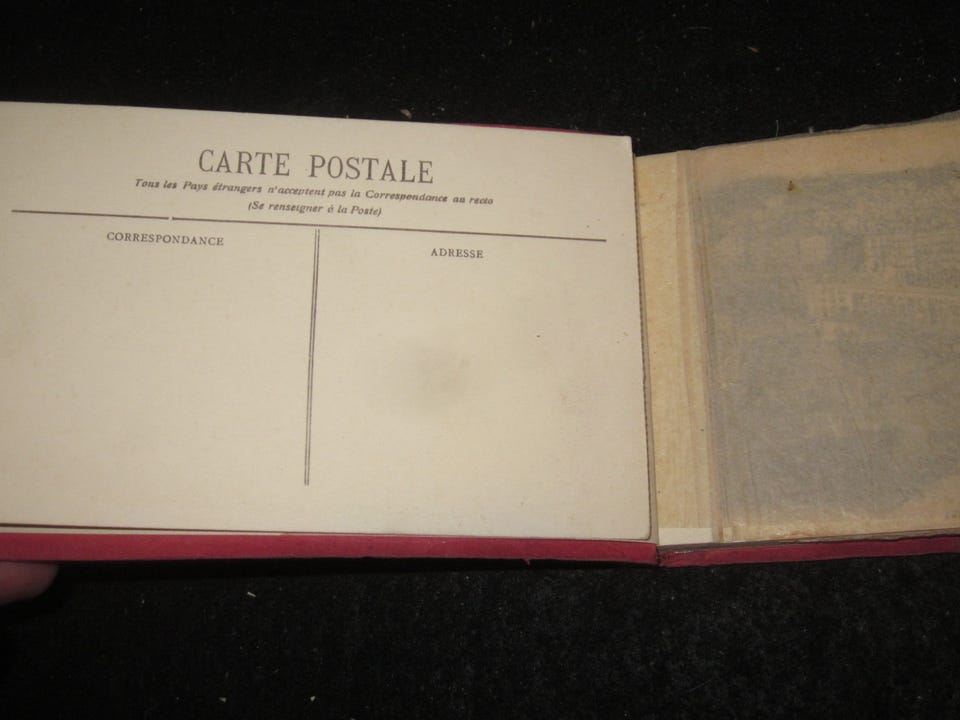 CARTE POSTALE
Tous les Pays étrangers n'acceptent pas la Correspondance au recto
(Se renseigner à la Poste)
CORRESPONDANCE
ADRESSE